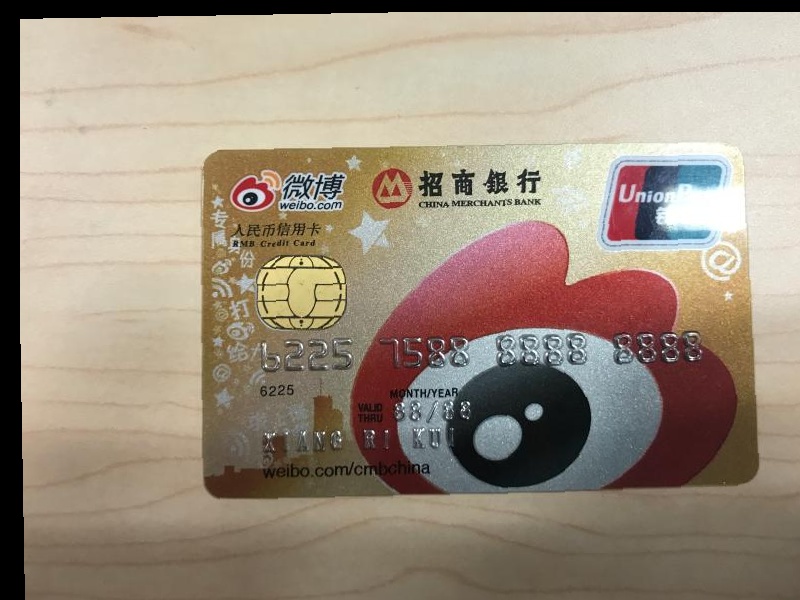 微博
weibo.com
招商银行
CHINA MERCHANTS BANK
Union
人民币信用卡
RMB Credit Card
@
6225 7588 8888 8888
6225
MONTH/YEAR
VALID THRU 88/88
XIANG RI KUI
weibo.com/cmbchina